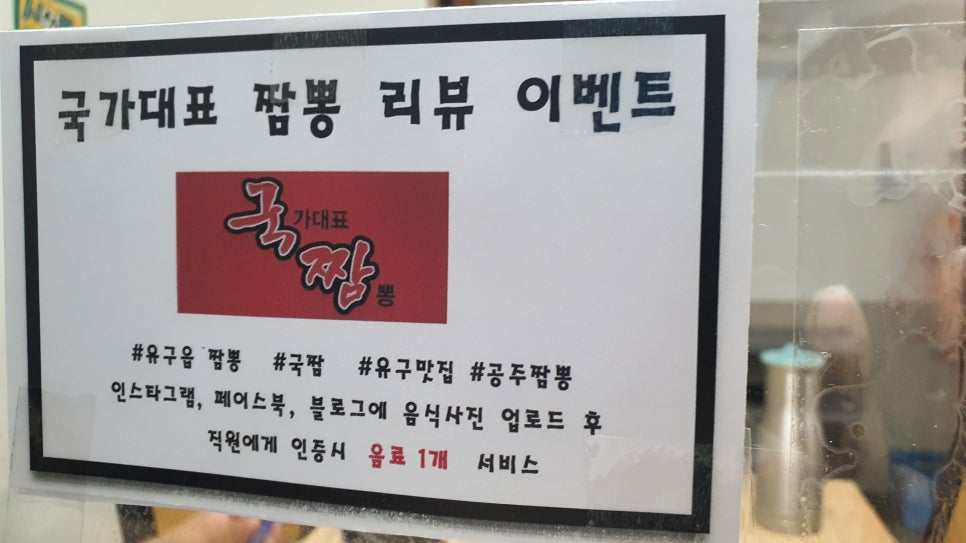 국가대표 짬뽕 리뷰 이벤트
국가대표
짬뽕
#유구읍 짬뽕 #국짬 #유구맛집 #공주짬뽕
인스타그램, 페이스북, 블로그에 음식사진 업로드 후
직원에게 인증시 음료 1개 서비스